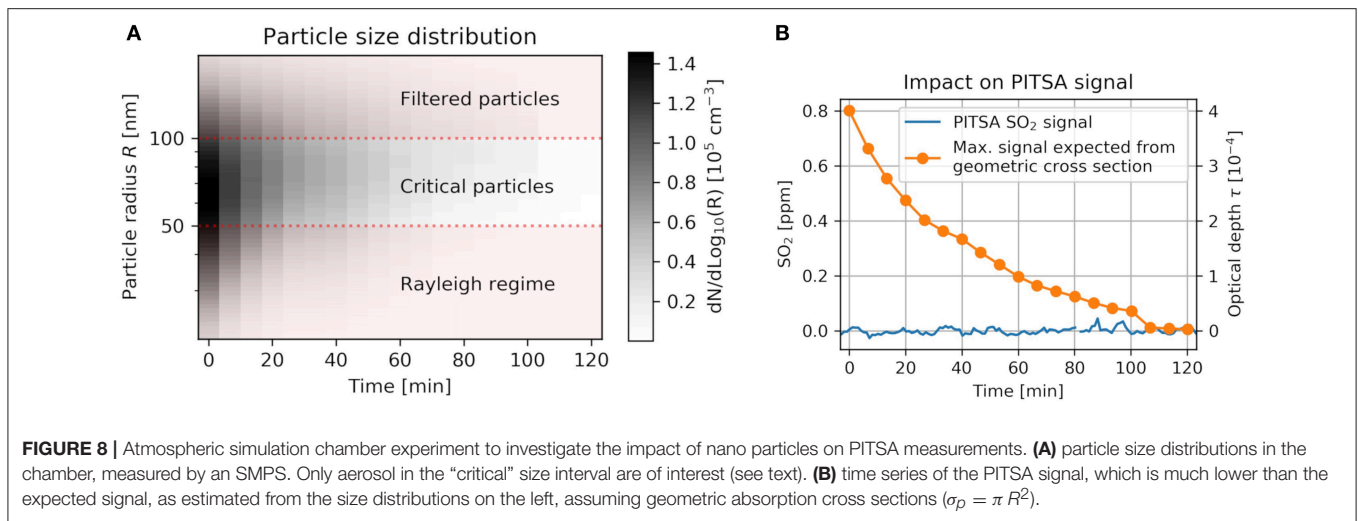 A
Particle size distribution
Particle radius R [nm]
100
50
Filtered particles
Critical particles
Rayleigh regime
0 20 40 60 80 100 120
Time [min]
1.4
1.2
1.0
0.8
0.6
0.4
0.2
dN/dLog₁₀(R) [10⁵ cm⁻³]
B
Impact on PITSA signal
SO₂ [ppm]
0.8
0.6
0.4
0.2
0.0
PITSA SO₂ signal
Max. signal expected from
geometric cross section
4
3
2
1
0
Optical depth τ [10⁻⁴]
0 20 40 60 80 100 120
Time [min]
FIGURE 8 | Atmospheric simulation chamber experiment to investigate the impact of nano particles on PITSA measurements. (A) particle size distributions in the
chamber, measured by an SMPS. Only aerosol in the “critical” size interval are of interest (see text). (B) time series of the PITSA signal, which is much lower than the
expected signal, as estimated from the size distributions on the left, assuming geometric absorption cross sections (σₚ = π R²).